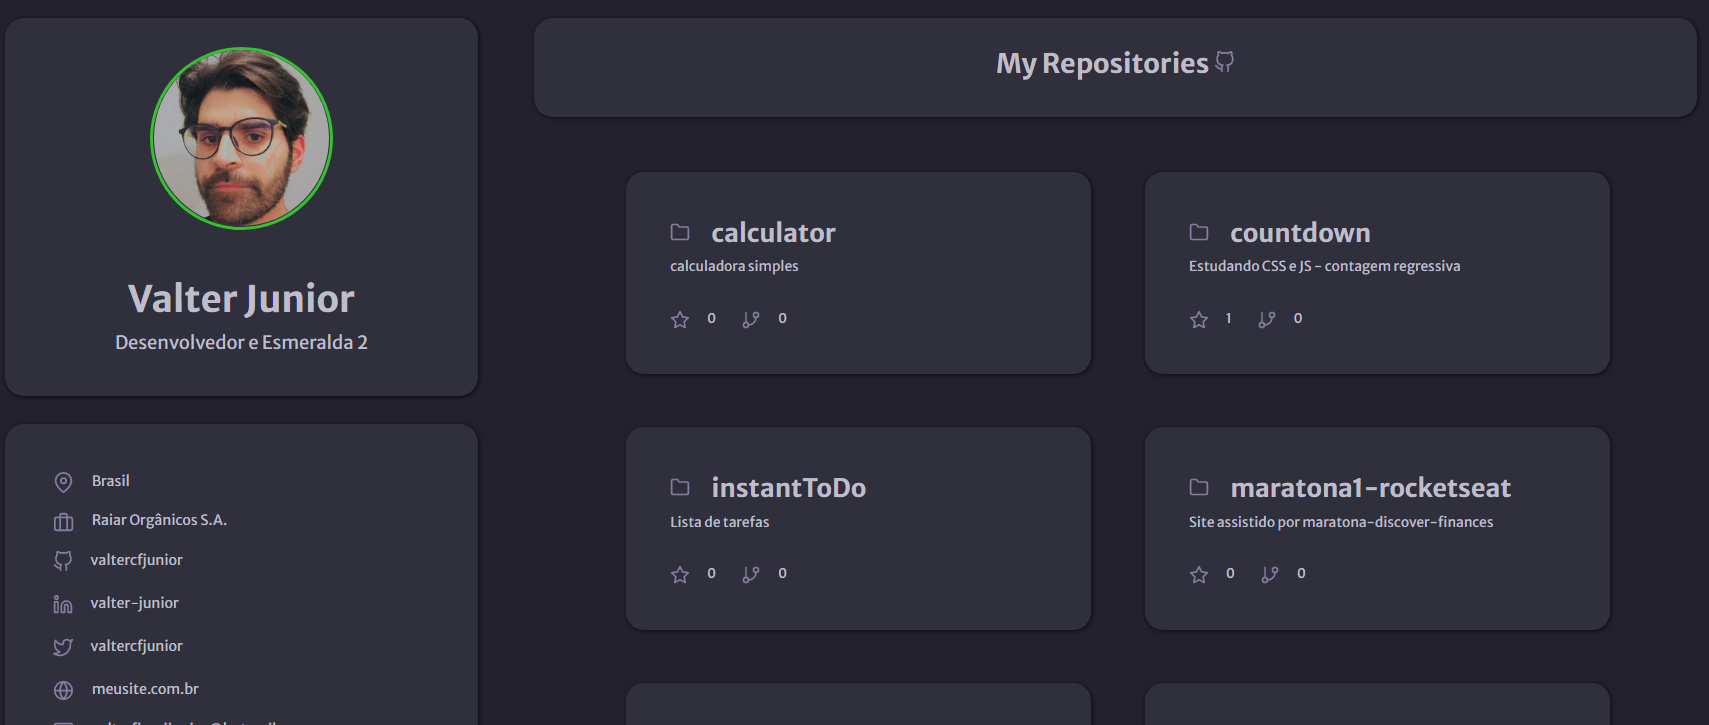 Valter Junior
Desenvolvedor e Esmeralda 2
Brasil
Raiar Orgânicos S.A.
valtercfjunior
valter-junior
valtercfjunior
meusite.com.br
My Repositories
calculator
calculadora simples
0 0
countdown
Estudando CSS e JS - contagem regressiva
1 0
instantToDo
Lista de tarefas
0 0
maratona1-rocketseat
Site assistido por maratona-discover-finances
0 0